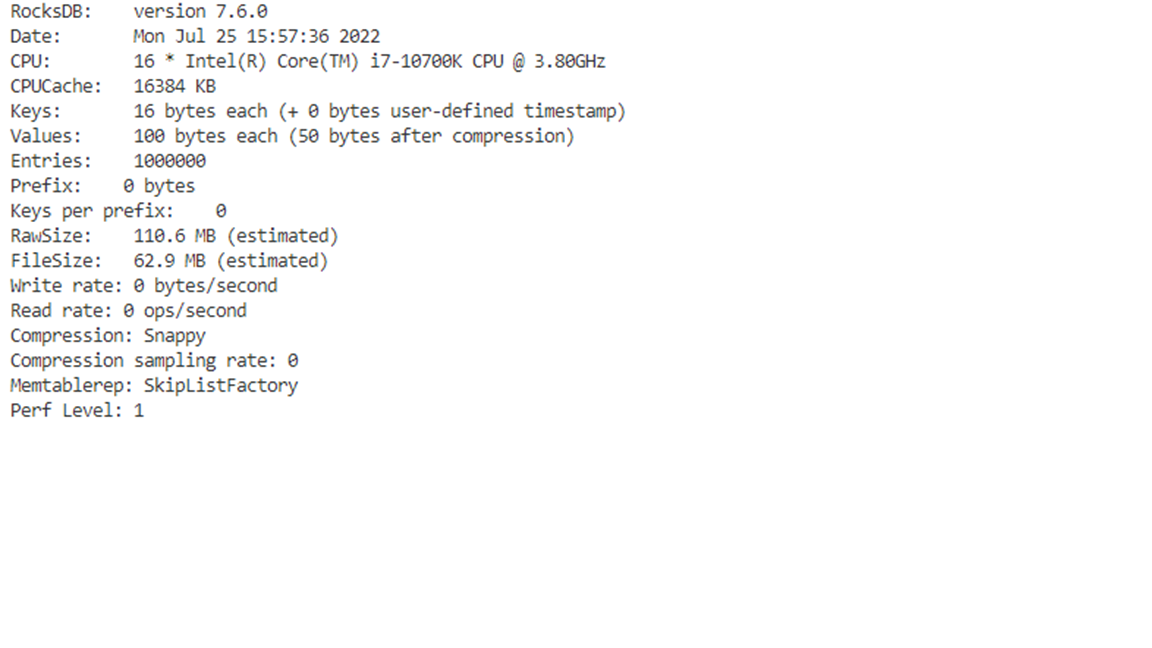 RocksDB:    version 7.6.0
Date:       Mon Jul 25 15:57:36 2022
CPU:        16 * Intel(R) Core(TM) i7-10700K CPU @ 3.80GHz
CPUCache:   16384 KB
Keys:       16 bytes each (+ 0 bytes user-defined timestamp)
Values:     100 bytes each (50 bytes after compression)
Entries:    1000000
Prefix:    0 bytes
Keys per prefix:    0
RawSize:    110.6 MB (estimated)
FileSize:   62.9 MB (estimated)
Write rate: 0 bytes/second
Read rate: 0 ops/second
Compression: Snappy
Compression sampling rate: 0
Memtablerep: SkipListFactory
Perf Level: 1